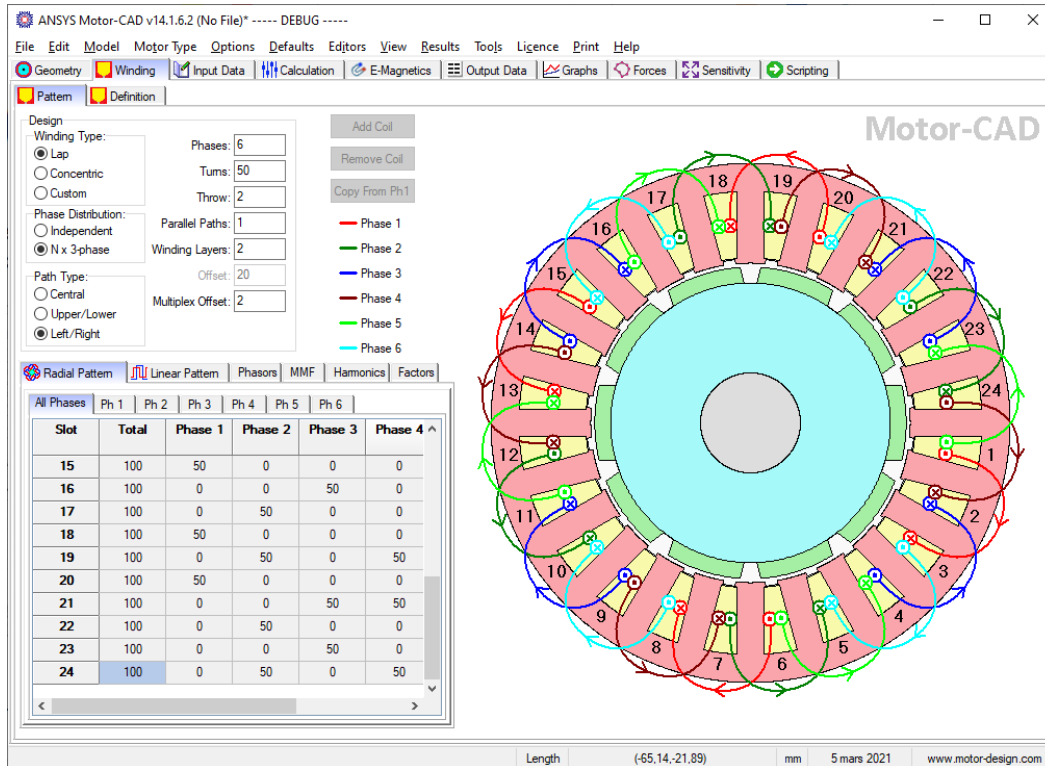 ANSYS Motor-CAD v14.1.6.2 (No File)* ----- DEBUG -----
File Edit Model Motor Type Options Defaults Editors View Results Tools Licence Print Help
Geometry Winding Input Data Calculation E-Magnetics Output Data Graphs Forces Sensitivity Scripting
Pattern Definition
Design
Winding Type:
Lap
Concentric
Custom
Phase Distribution:
Independent
N x 3-phase
Path Type:
Central
Upper/Lower
Left/Right
Phases: 6
Turns: 50
Throw: 2
Parallel Paths: 1
Winding Layers: 2
Offset: 20
Multiplex Offset: 2
Add Coil
Remove Coil
Copy From Ph1
Phase 1
Phase 2
Phase 3
Phase 4
Phase 5
Phase 6
Motor-CAD
Radial Pattern Linear Pattern Phasors MMF Harmonics Factors
All Phases Ph 1 Ph 2 Ph 3 Ph 4 Ph 5 Ph 6
Slot Total Phase 1 Phase 2 Phase 3 Phase 4
15 100 50 0 0 0
16 100 0 0 50 0
17 100 0 50 0 0
18 100 50 0 0 0
19 100 0 50 0 50
20 100 50 0 0 0
21 100 0 0 50 50
22 100 0 50 0 0
23 100 0 0 50 0
24 100 0 50 0 50
18
19
17
20
16
21
15
22
14
23
13
24
12
1
11
2
10
3
9
4
8
5
7
6
Length (-65,14,-21,89) mm 5 mars 2021 www.motor-design.com